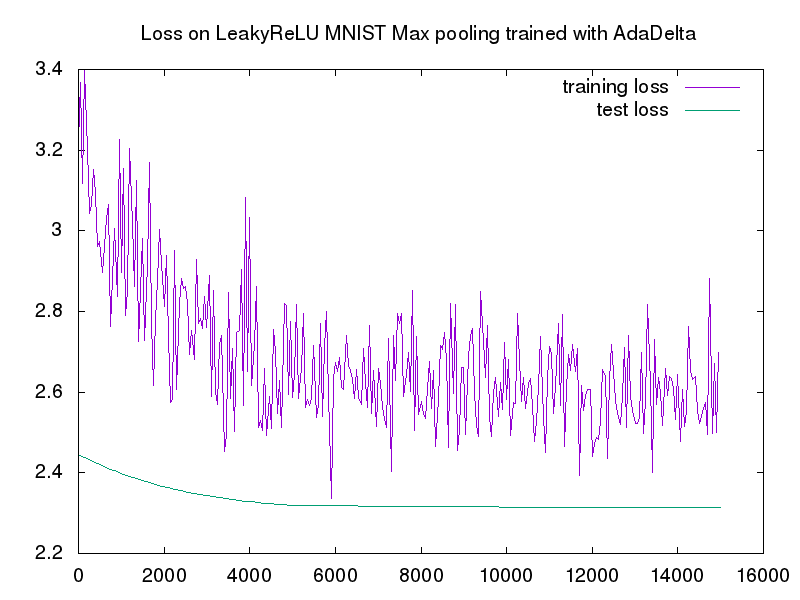 Loss on LeakyReLU MNIST Max pooling trained with AdaDelta
training loss
test loss
3.4
3.2
3
2.8
2.6
2.4
2.2
0 2000 4000 6000 8000 10000 12000 14000 16000